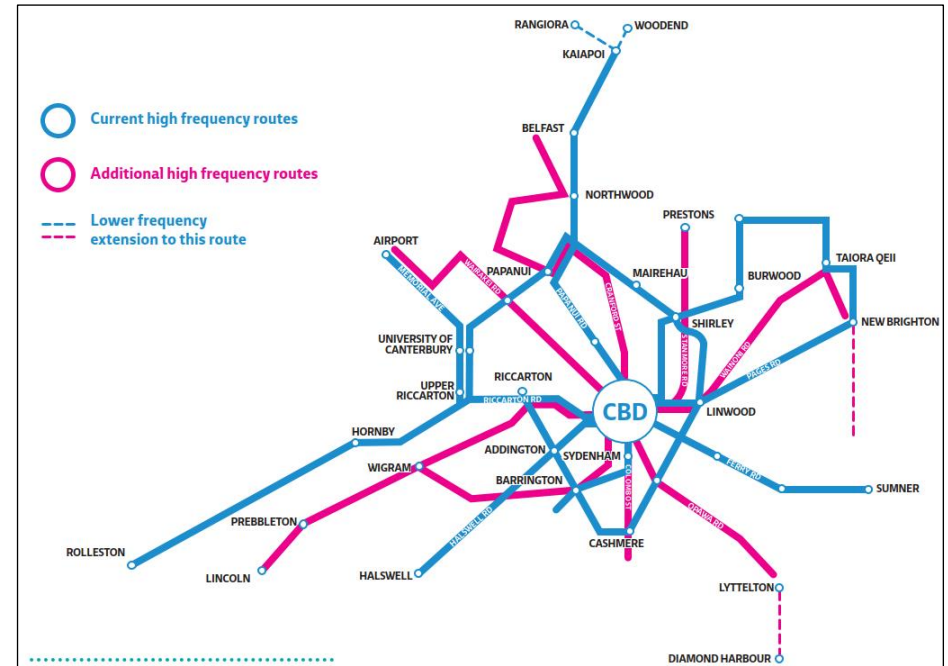 RANGIORA
WOODEND
KAIAPOI
Current high frequency routes
BELFAST
Additional high frequency routes
NORTHWOOD
PRESTONS
Lower frequency
extension to this route
AIRPORT
WAIRAKEI RD
MEMORIAL AVE
PAPANUI
PAPANUI RD
CRANFORD ST
MAIREHAU
BURWOOD
TAIORA QEII
SHIRLEY
NEW BRIGHTON
UNIVERSITY OF
CANTERBURY
STANMORE RD
WAINONI RD
PAGES RD
RICCARTON
UPPER
RICCARTON
RICCARTON RD
CBD
LINWOOD
HORNBY
ADDINGTON
SYDENHAM
WIGRAM
BARRINGTON
COLOMBO ST
FERRY RD
SUMNER
PREBBLETON
HALSWELL RD
OPAWA RD
CASHMERE
ROLLESTON
LINCOLN
HALSWELL
LYTTELTON
DIAMOND HARBOUR